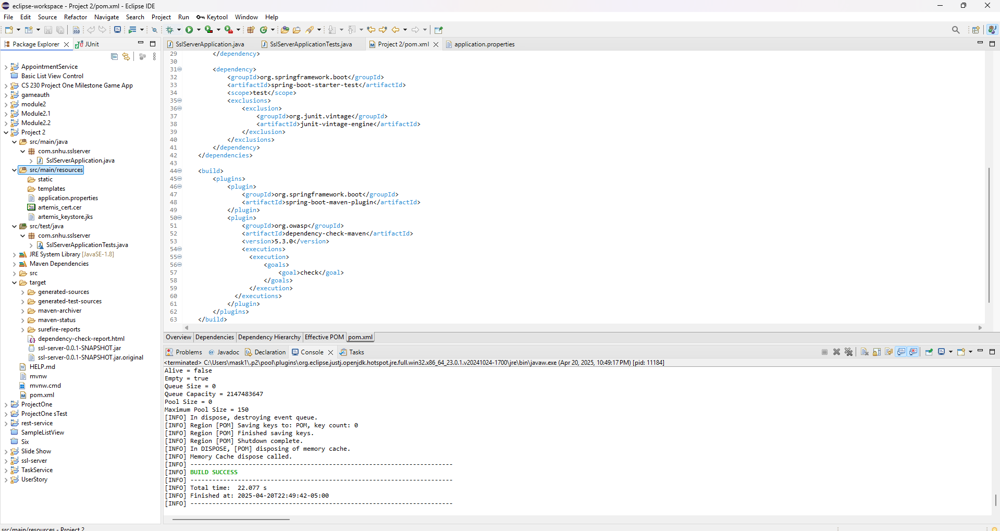 eclipse-workspace - Project 2/pom.xml - Eclipse IDE
File Edit Source Refactor Navigate Search Project Run Keytool Window Help
Package Explorer
JUnit
AppointmentService
Basic List View Control
CS 230 Project One Milestone Game App
gameauth
module2
Module2.1
Module2.2
Project 2
src/main/java
com.snhu.sslserver
SslServerApplication.java
src/main/resources
static
templates
application.properties
artemis_cert.cer
artemis_keystore.jks
src/test/java
com.snhu.sslserver
SslServerApplicationTests.java
JRE System Library [JavaSE-1.8]
Maven Dependencies
src
target
generated-sources
generated-test-sources
maven-archiver
maven-status
surefire-reports
dependency-check-report.html
ssl-server-0.0.1-SNAPSHOT.jar
ssl-server-0.0.1-SNAPSHOT.jar.original
HELP.md
mvnw
mvnw.cmd
pom.xml
ProjectOne
ProjectOne sTest
rest-service
SampleListView
Six
Slide Show
ssl-server
TaskService
UserStory
SslServerApplication.java SslServerApplicationTests.java Project 2/pom.xml application.properties
29 </dependency>
30
31 <dependency>
32 <groupId>org.springframework.boot</groupId>
33 <artifactId>spring-boot-starter-test</artifactId>
34 <scope>test</scope>
35 <exclusions>
36 <exclusion>
37 <groupId>org.junit.vintage</groupId>
38 <artifactId>junit-vintage-engine</artifactId>
39 </exclusion>
40 </exclusions>
41 </dependency>
42 </dependencies>
43
44 <build>
45 <plugins>
46 <plugin>
47 <groupId>org.springframework.boot</groupId>
48 <artifactId>spring-boot-maven-plugin</artifactId>
49 </plugin>
50 <plugin>
51 <groupId>org.owasp</groupId>
52 <artifactId>dependency-check-maven</artifactId>
53 <version>5.3.0</version>
54 <executions>
55 <execution>
56 <goals>
57 <goal>check</goal>
58 </goals>
59 </execution>
60 </executions>
61 </plugin>
62 </plugins>
63 </build>
Overview Dependencies Dependency Hierarchy Effective POM pom.xml
Problems Javadoc Declaration Console Tasks
<terminated> C:\Users\mask1\.p2\pool\plugins\org.eclipse.justj.openjdk.hotspot.jre.full.win32.x86_64_23.0.1.v20241024-1700\jre\bin\javaw.exe (Apr 20, 2025, 10:49:17 PM) [pid: 11184]
Alive = false
Empty = true
Queue Size = 0
Queue Capacity = 2147483647
Pool Size = 0
Maximum Pool Size = 150
[INFO] In dispose, destroying event queue.
[INFO] Region [POM] Saving keys to: POM, key count: 0
[INFO] Region [POM] Finished saving keys.
[INFO] Region [POM] Shutdown complete.
[INFO] In DISPOSE, [POM] disposing of memory cache.
[INFO] Memory Cache dispose called.
[INFO] ------------------------------------------------------------------------
[INFO] BUILD SUCCESS
[INFO] ------------------------------------------------------------------------
[INFO] Total time:  22.077 s
[INFO] Finished at: 2025-04-20T22:49:42-05:00
[INFO] ------------------------------------------------------------------------
src/main/resources - Project 2